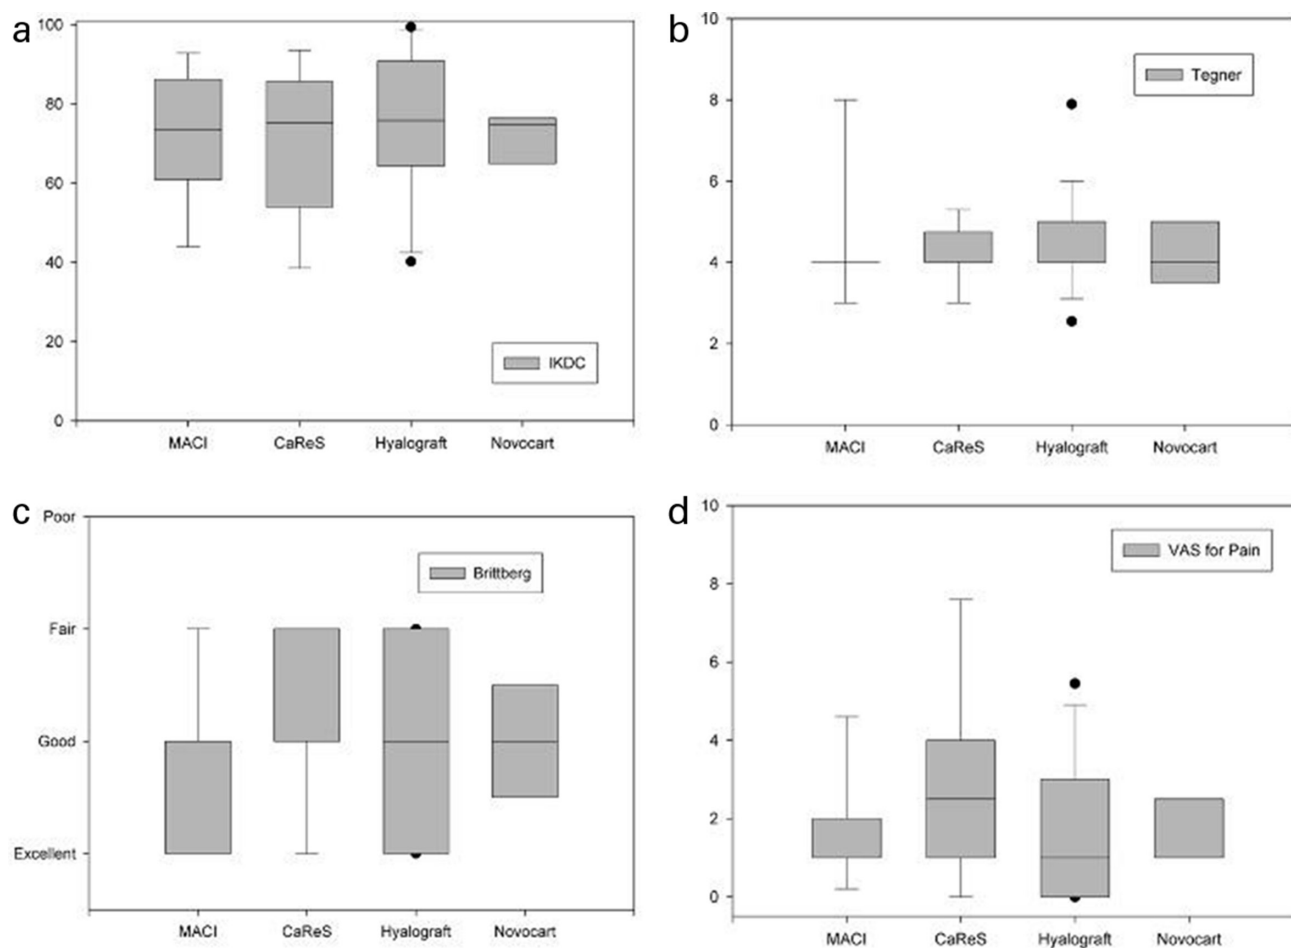 a
100
80
60
40
20
0
IKDC
MACI CaReS Hyalograft Novocart
b
10
8
6
4
2
0
Tegner
MACI CaReS Hyalograft Novocart
c
Poor
Fair
Good
Excellent
Brittberg
MACI CaReS Hyalograft Novocart
d
10
8
6
4
2
0
VAS for Pain
MACI CaReS Hyalograft Novocart